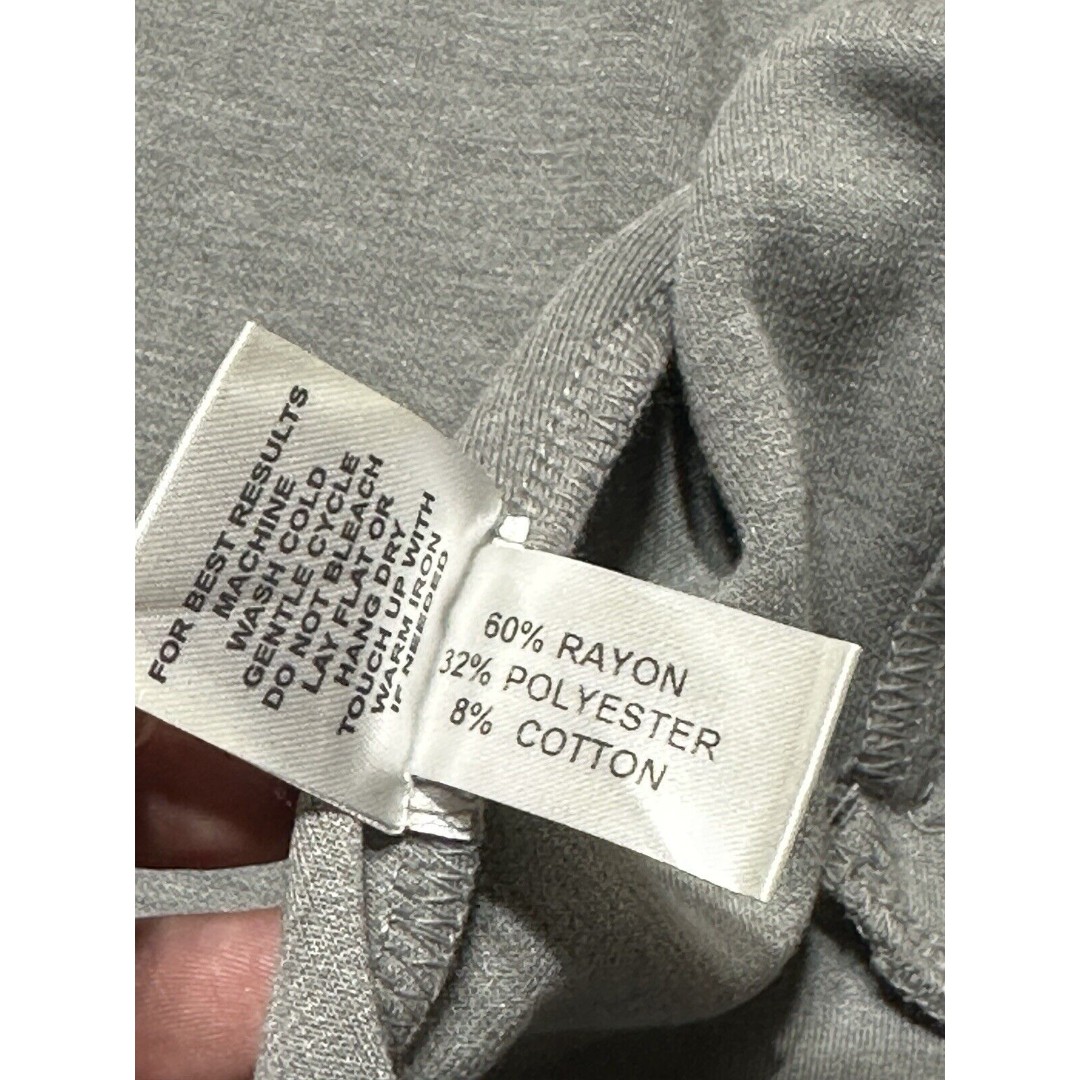 FOR BEST RESULTS
MACHINE
WASH COLD
GENTLE CYCLE
DO NOT BLEACH
LAY FLAT OR
HANG DRY
TOUCH UP WITH
WARM IRON
IF NEEDED
60% RAYON
32% POLYESTER
8% COTTON